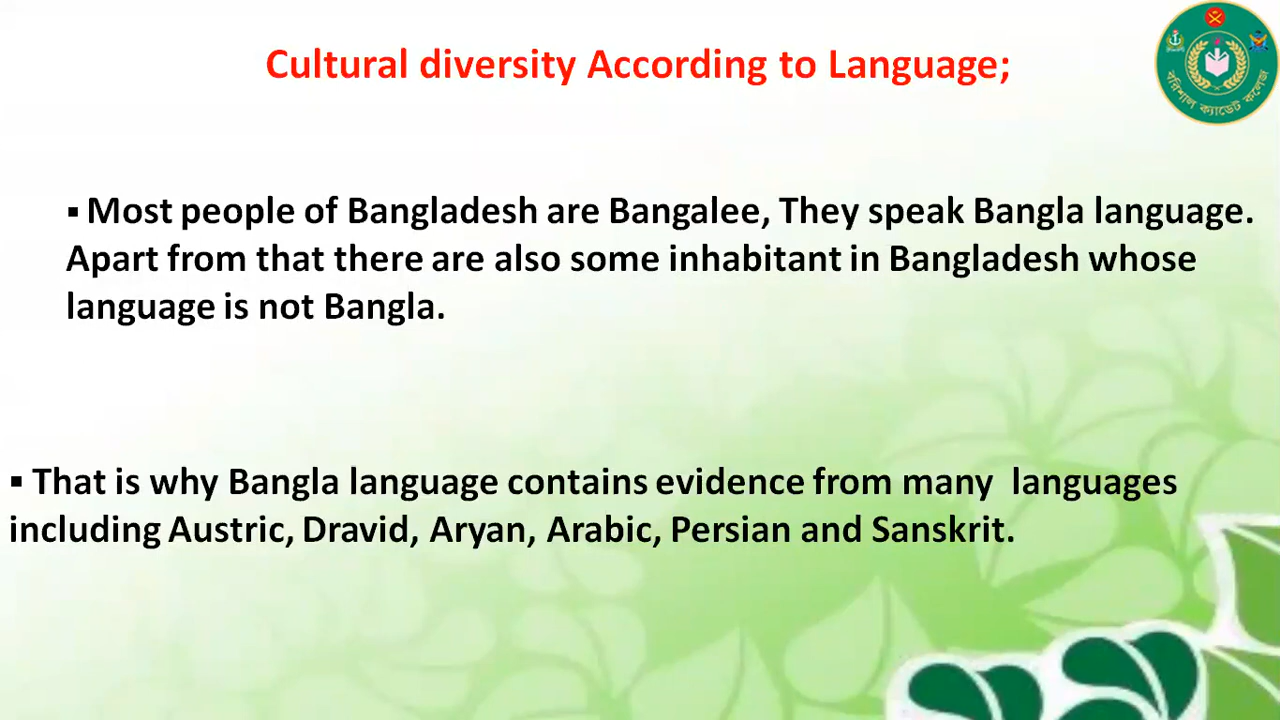 Cultural diversity According to Language;
বরিশাল ক্যাডেট কলেজ
▪ Most people of Bangladesh are Bangalee, They speak Bangla language.
Apart from that there are also some inhabitant in Bangladesh whose
language is not Bangla.
▪ That is why Bangla language contains evidence from many languages
including Austric, Dravid, Aryan, Arabic, Persian and Sanskrit.